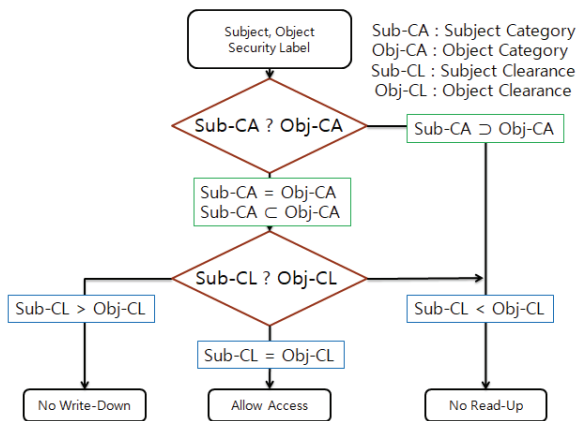 Subject, Object
Security Label
Sub-CA : Subject Category
Obj-CA : Object Category
Sub-CL : Subject Clearance
Obj-CL : Object Clearance
Sub-CA ? Obj-CA
Sub-CA ⊃ Obj-CA
Sub-CA = Obj-CA
Sub-CA ⊂ Obj-CA
Sub-CL ? Obj-CL
Sub-CL > Obj-CL
Sub-CL < Obj-CL
Sub-CL = Obj-CL
No Write-Down
Allow Access
No Read-Up